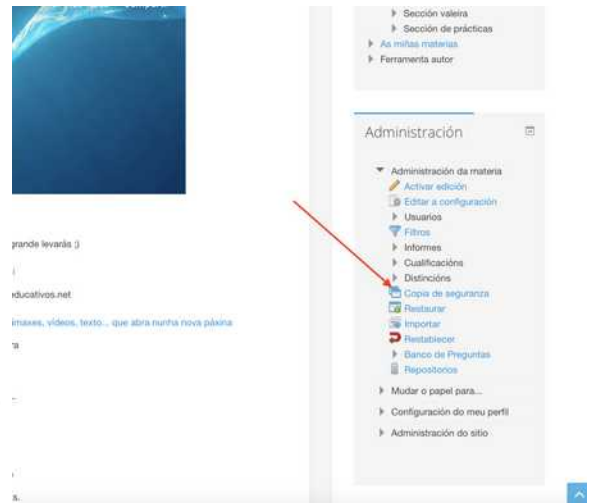 Sección valeira
Sección de prácticas
As miñas materias
Ferramenta autor
Administración
Administración da materia
Activar edición
Editar a configuración
Usuarios
Filtros
Informes
Cualificacións
Distincións
Copia de seguranza
Restaurar
Importar
Restablecer
Banco de Preguntas
Repositorios
Mudar o papel para...
Configuración do meu perfil
Administración do sitio
grande levarás ;)
educativos.net
imaxes, vídeos, texto... que abra nunha nova páxina
ra
s.